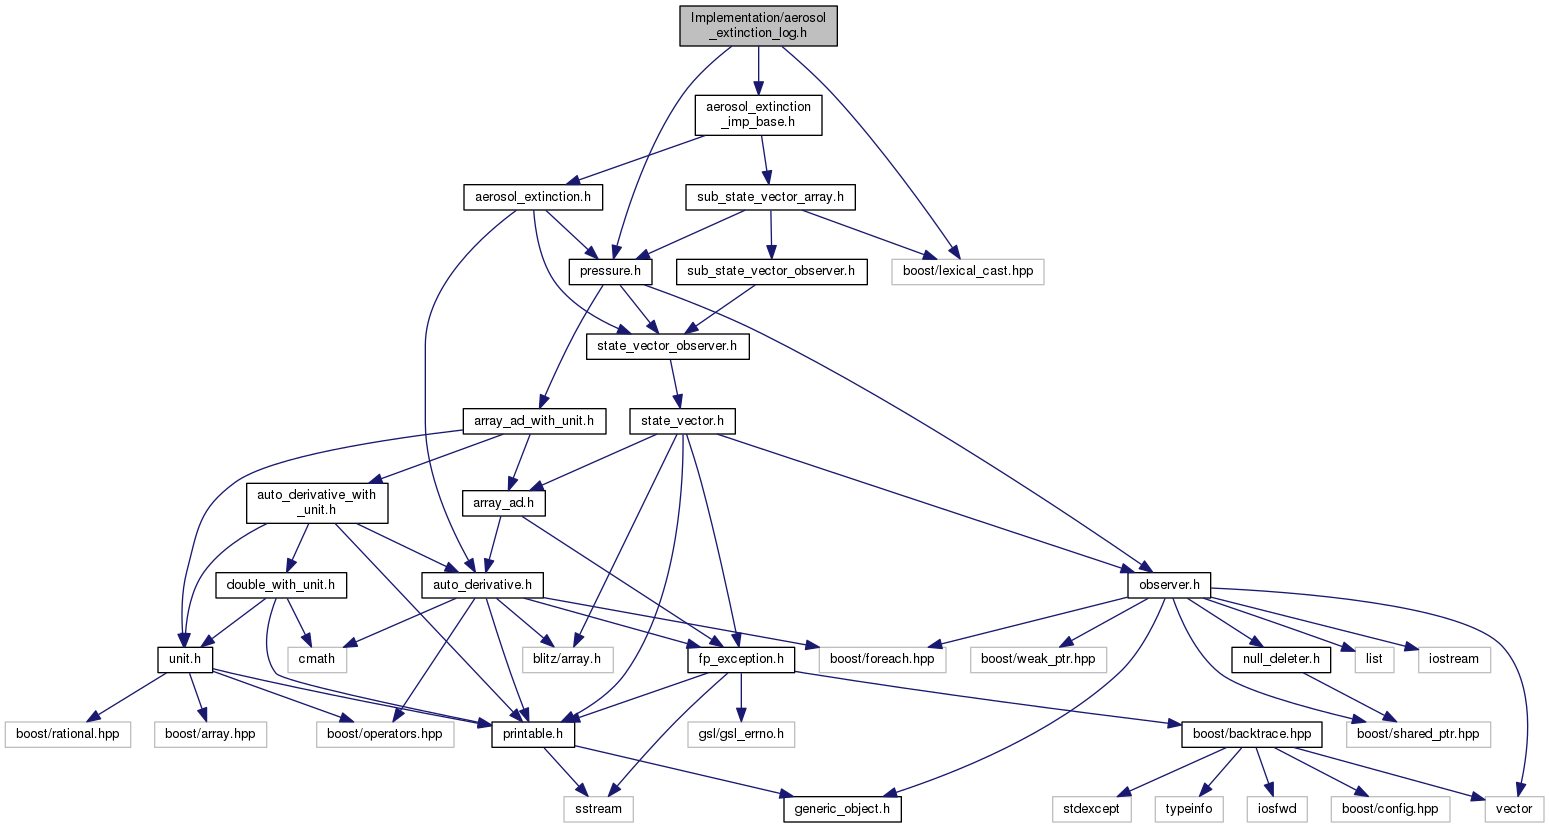 Implementation/aerosol
_extinction_log.h
aerosol_extinction
_imp_base.h
aerosol_extinction.h
sub_state_vector_array.h
pressure.h
sub_state_vector_observer.h
boost/lexical_cast.hpp
state_vector_observer.h
array_ad_with_unit.h
state_vector.h
auto_derivative_with
_unit.h
array_ad.h
double_with_unit.h
auto_derivative.h
observer.h
unit.h
cmath
blitz/array.h
fp_exception.h
boost/foreach.hpp
boost/weak_ptr.hpp
null_deleter.h
list
iostream
boost/rational.hpp
boost/array.hpp
boost/operators.hpp
printable.h
gsl/gsl_errno.h
boost/backtrace.hpp
boost/shared_ptr.hpp
sstream
generic_object.h
stdexcept
typeinfo
iosfwd
boost/config.hpp
vector